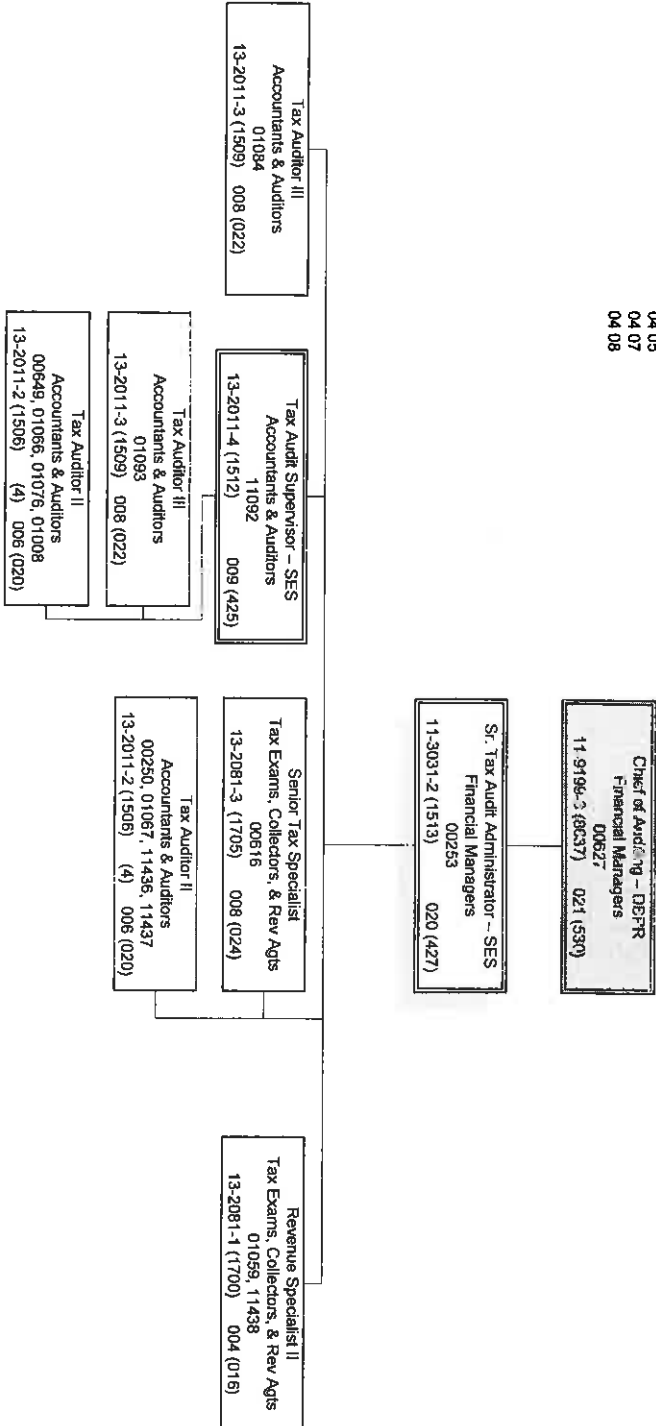 04 05
04 07
04 08
Chief of Auditing – DEPR
Financial Managers
00627
11-9199-3 (8037) 021 (530)
Sr. Tax Audit Administrator – SES
Financial Managers
00253
11-3031-2 (1513) 020 (427)
Tax Auditor III
Accountants & Auditors
01084
13-2011-3 (1509) 008 (022)
Tax Audit Supervisor – SES
Accountants & Auditors
11092
13-2011-4 (1512) 009 (425)
Tax Auditor III
Accountants & Auditors
01093
13-2011-3 (1509) 008 (022)
Tax Auditor II
Accountants & Auditors
00649, 01066, 01076, 01008
13-2011-2 (1506) (4) 006 (020)
Senior Tax Specialist
Tax Exams, Collectors, & Rev Agts
00616
13-2081-3 (1705) 008 (024)
Tax Auditor II
Accountants & Auditors
00250, 01067, 11436, 11437
13-2011-2 (1506) (4) 006 (020)
Revenue Specialist II
Tax Exams, Collectors, & Rev Agts
01059, 11438
13-2081-1 (1700) 004 (016)